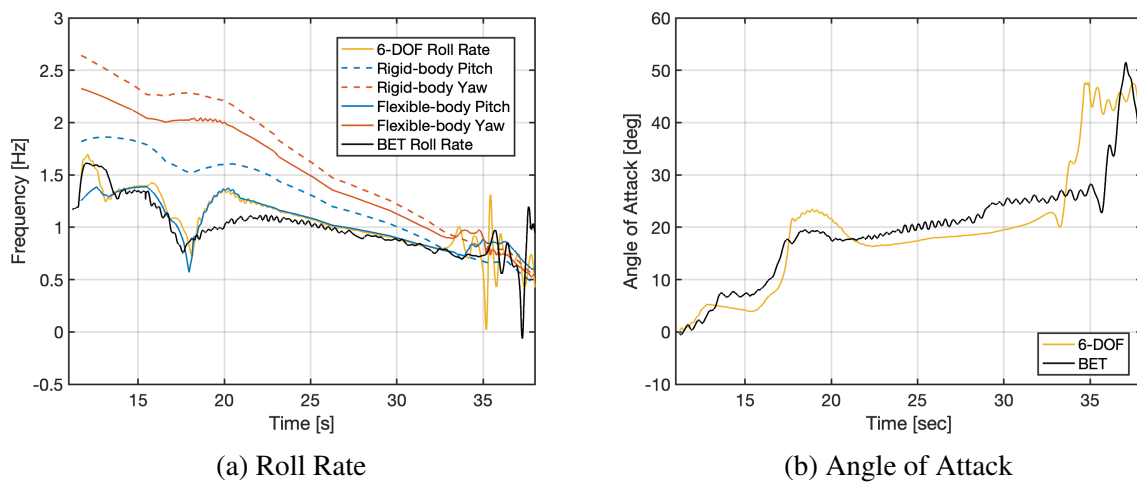 3
2.5
2
1.5
1
0.5
0
-0.5
Frequency [Hz]
15
20
25
30
35
Time [s]
6-DOF Roll Rate
Rigid-body Pitch
Rigid-body Yaw
Flexible-body Pitch
Flexible-body Yaw
BET Roll Rate
(a) Roll Rate
60
50
40
30
20
10
0
-10
Angle of Attack [deg]
15
20
25
30
35
Time [sec]
6-DOF
BET
(b) Angle of Attack